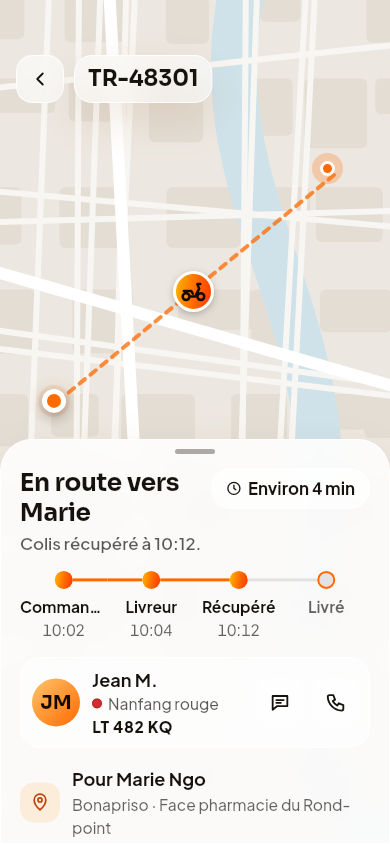 TR-48301
En route vers
Marie
Environ 4 min
Colis récupéré à 10:12.
Comman… Livreur Récupéré Livré
10:02 10:04 10:12
JM
Jean M.
Nanfang rouge
LT 482 KQ
Pour Marie Ngo
Bonapriso · Face pharmacie du Rond-
point